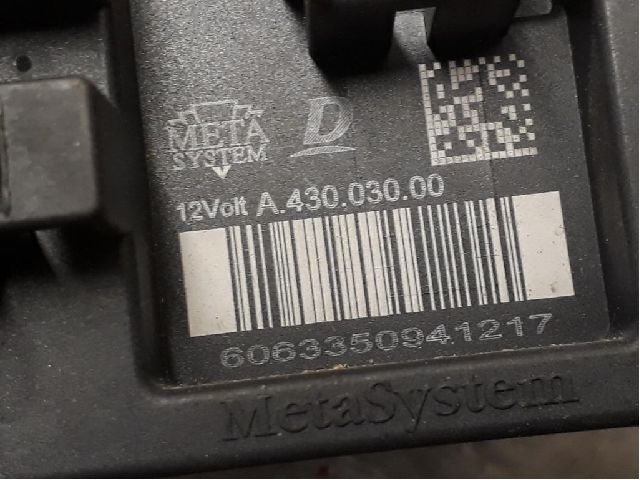 META
SYSTEM
D
12Volt A.430.030.00
6063350941217
MetaSystem